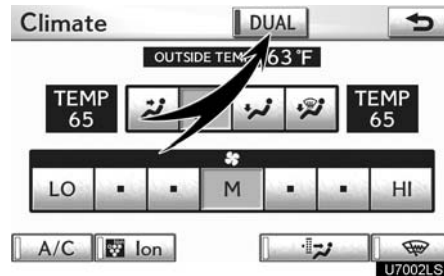 Climate
DUAL
OUTSIDE TEMP 63°F
TEMP
65
TEMP
65
LO
M
HI
A/C
Ion
U7002LS